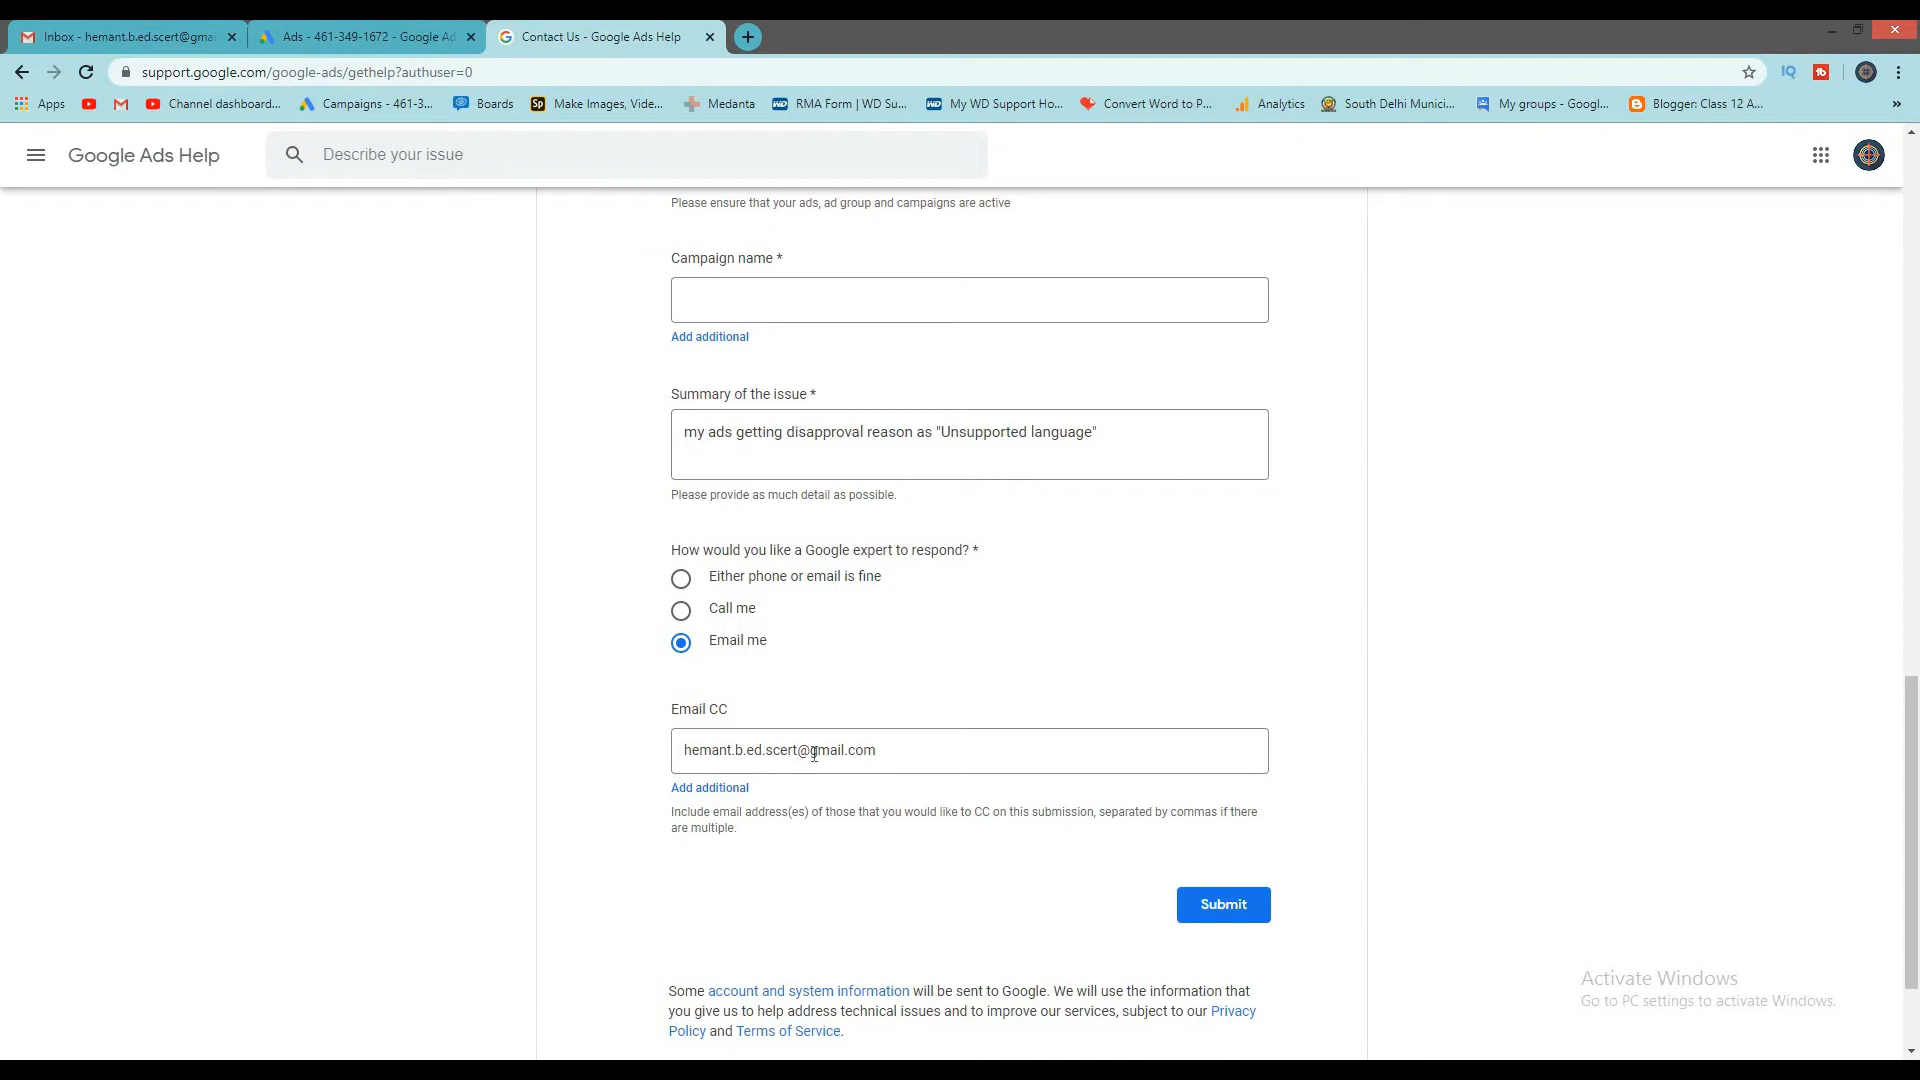 Inbox - hemant.b.ed.scert@gma
Ads - 461-349-1672 - Google Ad
Contact Us - Google Ads Help
support.google.com/google-ads/gethelp?authuser=0
Apps
Channel dashboard...
Campaigns - 461-3...
Boards
Sp
Make Images, Vide...
Medanta
WD
RMA Form | WD Su...
WD
My WD Support Ho...
Convert Word to P...
Analytics
South Delhi Munici...
My groups - Googl...
Blogger: Class 12 A...
Google Ads Help
Describe your issue
Please ensure that your ads, ad group and campaigns are active
Campaign name *
Add additional
Summary of the issue *
my ads getting disapproval reason as "Unsupported language"
Please provide as much detail as possible.
How would you like a Google expert to respond? *
Either phone or email is fine
Call me
Email me
Email CC
hemant.b.ed.scert@gmail.com
Add additional
Include email address(es) of those that you would like to CC on this submission, separated by commas if there
are multiple.
Submit
Some account and system information will be sent to Google. We will use the information that
you give us to help address technical issues and to improve our services, subject to our Privacy
Policy and Terms of Service.
Activate Windows
Go to PC settings to activate Windows.